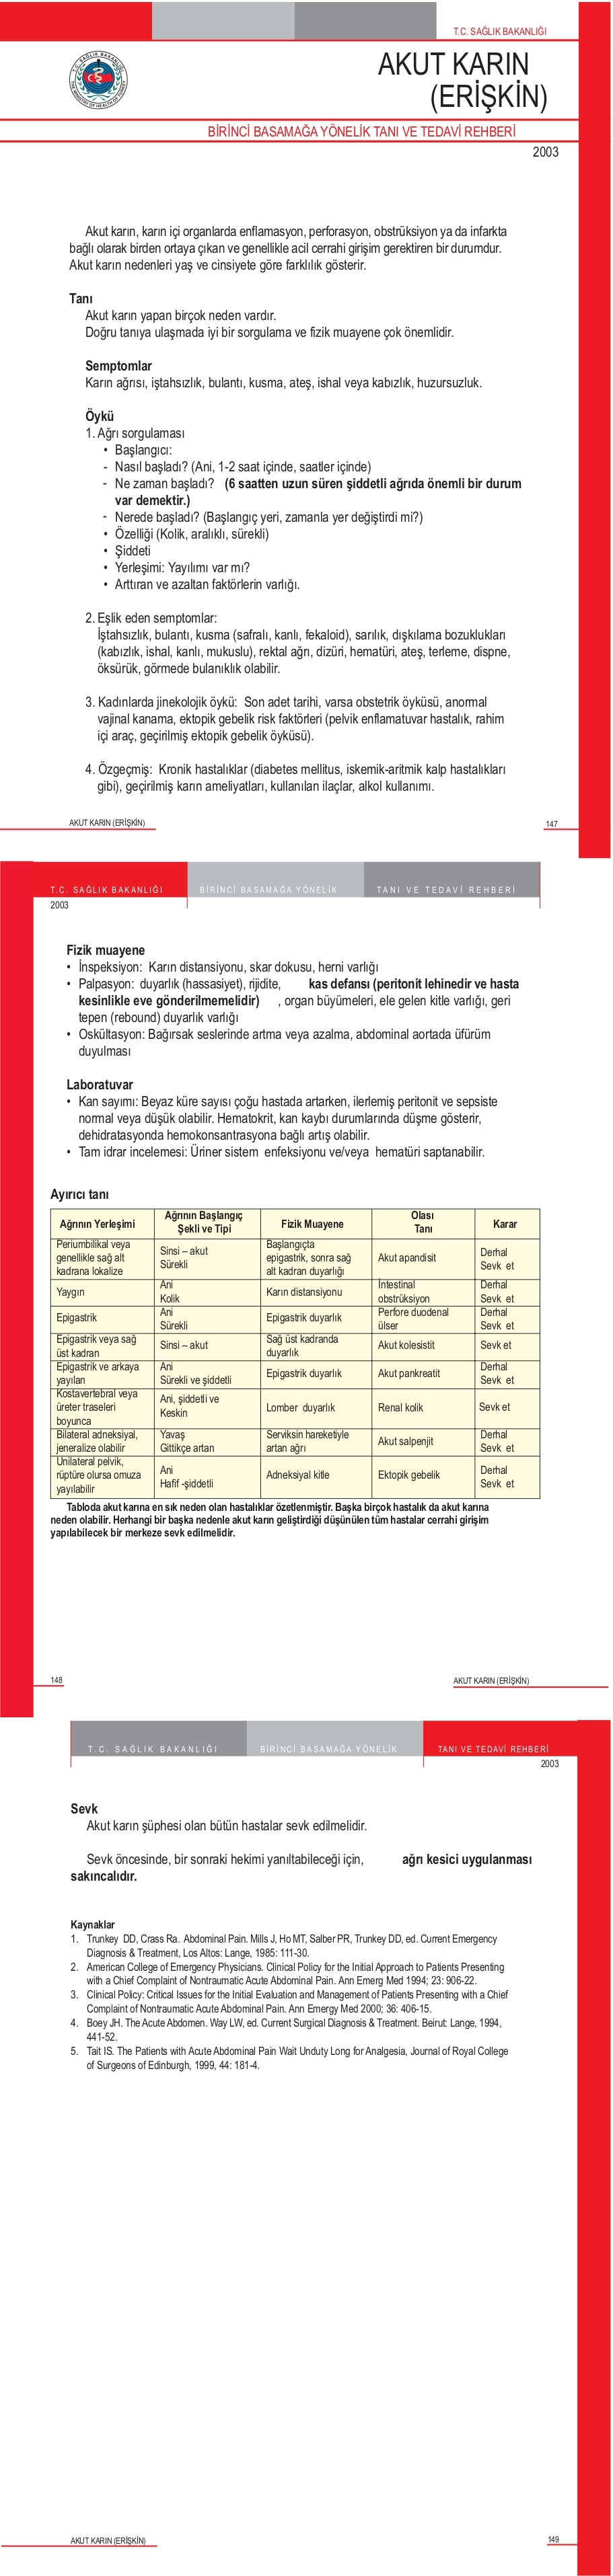 T.C. SAĞLIK BAKANLIĞI
T.C. SAĞLIK BAKANLIĞI
THE MINISTRY OF HEALTH OF TURKEY
AKUT KARIN
(ERİŞKİN)
BİRİNCİ BASAMAĞA YÖNELİK TANI VE TEDAVİ REHBERİ
2003
Akut karın, karın içi organlarda enflamasyon, perforasyon, obstrüksiyon ya da infarkta
bağlı olarak birden ortaya çıkan ve genellikle acil cerrahi girişim gerektiren bir durumdur.
Akut karın nedenleri yaş ve cinsiyete göre farklılık gösterir.
Tanı
Akut karın yapan birçok neden vardır.
Doğru tanıya ulaşmada iyi bir sorgulama ve fizik muayene çok önemlidir.
Semptomlar
Karın ağrısı, iştahsızlık, bulantı, kusma, ateş, ishal veya kabızlık, huzursuzluk.
Öykü
1. Ağrı sorgulaması
• Başlangıcı:
- Nasıl başladı? (Ani, 1-2 saat içinde, saatler içinde)
- Ne zaman başladı? (6 saatten uzun süren şiddetli ağrıda önemli bir durum
var demektir.)
- Nerede başladı? (Başlangıç yeri, zamanla yer değiştirdi mi?)
• Özelliği (Kolik, aralıklı, sürekli)
• Şiddeti
• Yerleşimi: Yayılımı var mı?
• Arttıran ve azaltan faktörlerin varlığı.
2. Eşlik eden semptomlar:
İştahsızlık, bulantı, kusma (safralı, kanlı, fekaloid), sarılık, dışkılama bozuklukları
(kabızlık, ishal, kanlı, mukuslu), rektal ağrı, dizüri, hematüri, ateş, terleme, dispne,
öksürük, görmede bulanıklık olabilir.
3. Kadınlarda jinekolojik öykü: Son adet tarihi, varsa obstetrik öyküsü, anormal
vajinal kanama, ektopik gebelik risk faktörleri (pelvik enflamatuvar hastalık, rahim
içi araç, geçirilmiş ektopik gebelik öyküsü).
4. Özgeçmiş: Kronik hastalıklar (diabetes mellitus, iskemik-aritmik kalp hastalıkları
gibi), geçirilmiş karın ameliyatları, kullanılan ilaçlar, alkol kullanımı.
AKUT KARIN (ERİŞKİN)
147
T.C. SAĞLIK BAKANLIĞI BİRİNCİ BASAMAĞA YÖNELİK TANI VE TEDAVİ REHBERİ
2003
Fizik muayene
• İnspeksiyon: Karın distansiyonu, skar dokusu, herni varlığı
• Palpasyon: duyarlık (hassasiyet), rijidite, kas defansı (peritonit lehinedir ve hasta
kesinlikle eve gönderilmemelidir) , organ büyümeleri, ele gelen kitle varlığı, geri
tepen (rebound) duyarlık varlığı
• Oskültasyon: Bağırsak seslerinde artma veya azalma, abdominal aortada üfürüm
duyulması
Laboratuvar
• Kan sayımı: Beyaz küre sayısı çoğu hastada artarken, ilerlemiş peritonit ve sepsiste
normal veya düşük olabilir. Hematokrit, kan kaybı durumlarında düşme gösterir,
dehidratasyonda hemokonsantrasyona bağlı artış olabilir.
• Tam idrar incelemesi: Üriner sistem enfeksiyonu ve/veya hematüri saptanabilir.
Ayırıcı tanı
Ağrının Yerleşimi
Ağrının Başlangıç
Şekli ve Tipi
Fizik Muayene
Olası
Tanı
Karar
Periumbilikal veya
genellikle sağ alt
kadrana lokalize
Sinsi – akut
Sürekli
Başlangıçta
epigastrik, sonra sağ
alt kadran duyarlığı
Akut apandisit
Derhal
Sevk et
Yaygın
Ani
Kolik
Karın distansiyonu
İntestinal
obstrüksiyon
Derhal
Sevk et
Epigastrik
Ani
Sürekli
Epigastrik duyarlık
Perfore duodenal
ülser
Derhal
Sevk et
Epigastrik veya sağ
üst kadran
Sinsi – akut
Sağ üst kadranda
duyarlık
Akut kolesistit
Sevk et
Epigastrik ve arkaya
yayılan
Ani
Sürekli ve şiddetli
Epigastrik duyarlık
Akut pankreatit
Derhal
Sevk et
Kostavertebral veya
üreter traseleri
boyunca
Ani, şiddetli ve
Keskin
Lomber duyarlık
Renal kolik
Sevk et
Bilateral adneksiyal,
jeneralize olabilir
Yavaş
Gittikçe artan
Serviksin hareketiyle
artan ağrı
Akut salpenjit
Derhal
Sevk et
Unilateral pelvik,
rüptüre olursa omuza
yayılabilir
Ani
Hafif -şiddetli
Adneksiyal kitle
Ektopik gebelik
Derhal
Sevk et
Tabloda akut karına en sık neden olan hastalıklar özetlenmiştir. Başka birçok hastalık da akut karına
neden olabilir. Herhangi bir başka nedenle akut karın geliştirdiği düşünülen tüm hastalar cerrahi girişim
yapılabilecek bir merkeze sevk edilmelidir.
148
AKUT KARIN (ERİŞKİN)
T.C. SAĞLIK BAKANLIĞI BİRİNCİ BASAMAĞA YÖNELİK TANI VE TEDAVİ REHBERİ
2003
Sevk
Akut karın şüphesi olan bütün hastalar sevk edilmelidir.
Sevk öncesinde, bir sonraki hekimi yanıltabileceği için, ağrı kesici uygulanması
sakıncalıdır.
Kaynaklar
1. Trunkey DD, Crass Ra. Abdominal Pain. Mills J, Ho MT, Salber PR, Trunkey DD, ed. Current Emergency
Diagnosis & Treatment, Los Altos: Lange, 1985: 111-30.
2. American College of Emergency Physicians. Clinical Policy for the Initial Approach to Patients Presenting
with a Chief Complaint of Nontraumatic Acute Abdominal Pain. Ann Emerg Med 1994; 23: 906-22.
3. Clinical Policy: Critical Issues for the Initial Evaluation and Management of Patients Presenting with a Chief
Complaint of Nontraumatic Acute Abdominal Pain. Ann Emergy Med 2000; 36: 406-15.
4. Boey JH. The Acute Abdomen. Way LW, ed. Current Surgical Diagnosis & Treatment. Beirut: Lange, 1994,
441-52.
5. Tait IS. The Patients with Acute Abdominal Pain Wait Unduty Long for Analgesia, Journal of Royal College
of Surgeons of Edinburgh, 1999, 44: 181-4.
AKUT KARIN (ERİŞKİN)
149